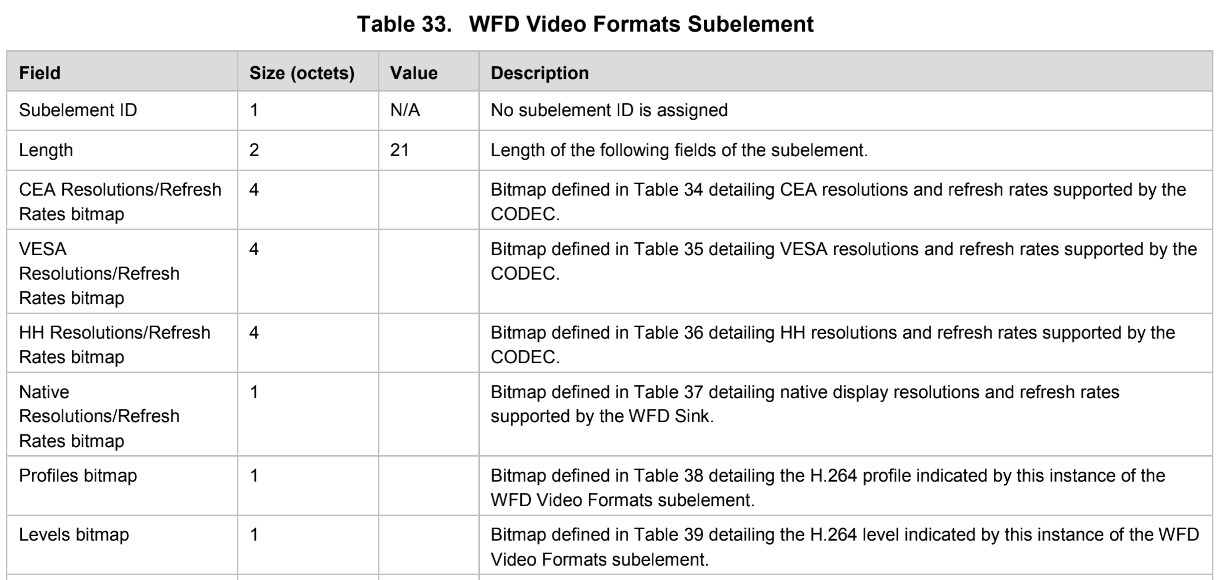 Table 33. WFD Video Formats Subelement
Field Size (octets) Value Description
Subelement ID 1 N/A No subelement ID is assigned
Length 2 21 Length of the following fields of the subelement.
CEA Resolutions/Refresh 4 Bitmap defined in Table 34 detailing CEA resolutions and refresh rates supported by the
Rates bitmap CODEC.
VESA 4 Bitmap defined in Table 35 detailing VESA resolutions and refresh rates supported by the
Resolutions/Refresh CODEC.
Rates bitmap
HH Resolutions/Refresh 4 Bitmap defined in Table 36 detailing HH resolutions and refresh rates supported by the
Rates bitmap CODEC.
Native 1 Bitmap defined in Table 37 detailing native display resolutions and refresh rates
Resolutions/Refresh supported by the WFD Sink.
Rates bitmap
Profiles bitmap 1 Bitmap defined in Table 38 detailing the H.264 profile indicated by this instance of the
WFD Video Formats subelement.
Levels bitmap 1 Bitmap defined in Table 39 detailing the H.264 level indicated by this instance of the WFD
Video Formats subelement.